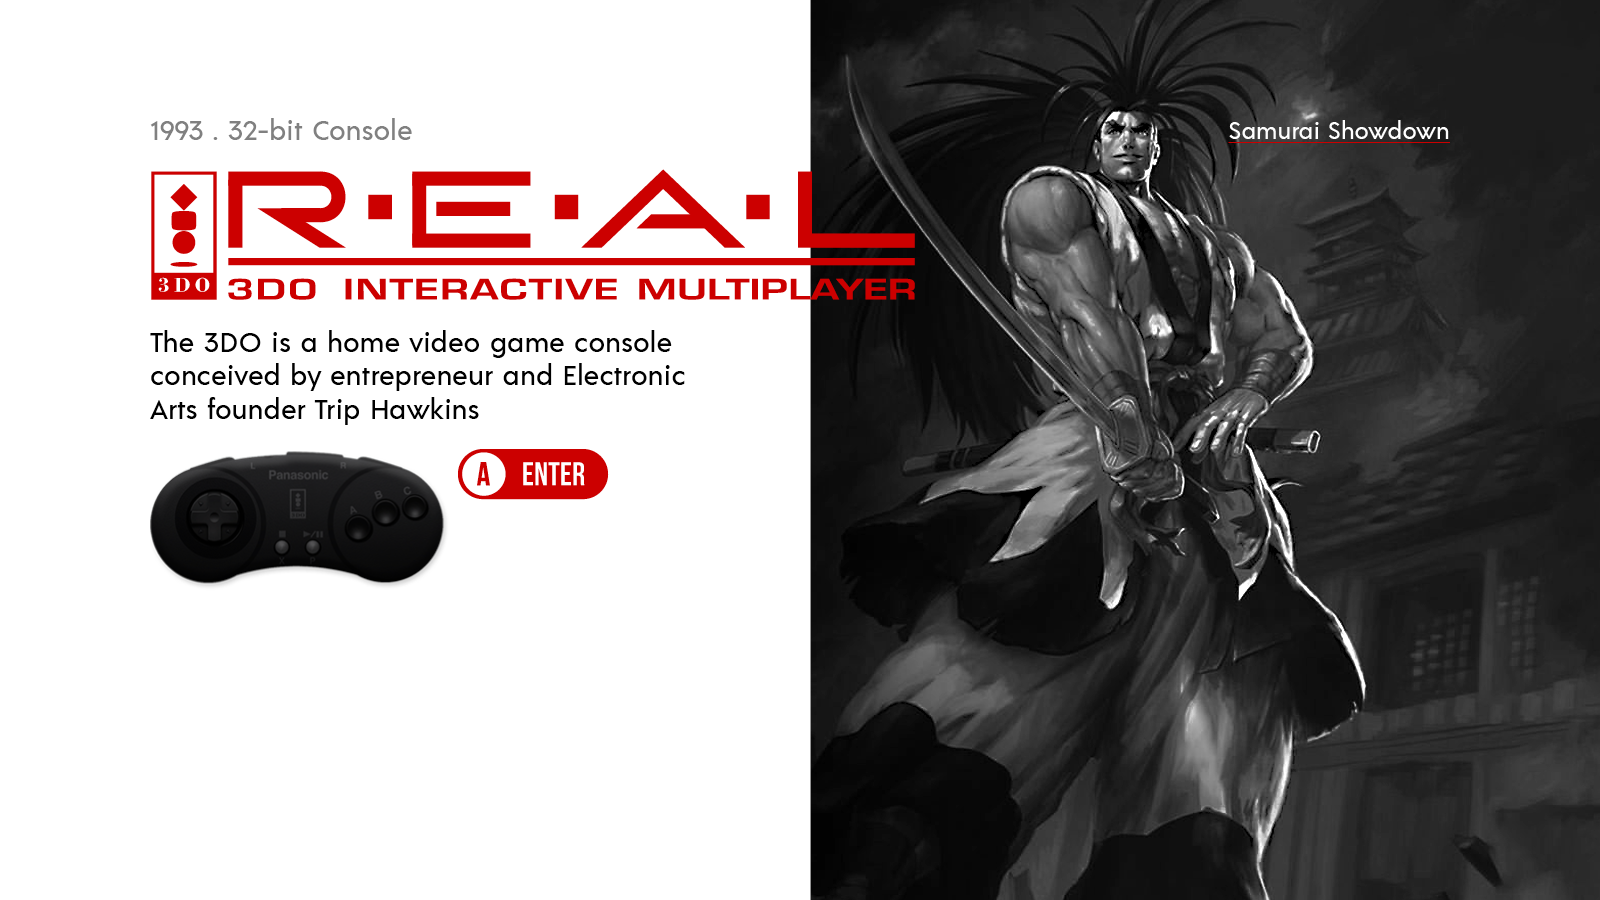 1993 . 32-bit Console
Samurai Showdown
R·E·A·L
3DO
3DO INTERACTIVE MULTIPLAYER
The 3DO is a home video game console
conceived by entrepreneur and Electronic
Arts founder Trip Hawkins
A ENTER
L R
Panasonic
A B C